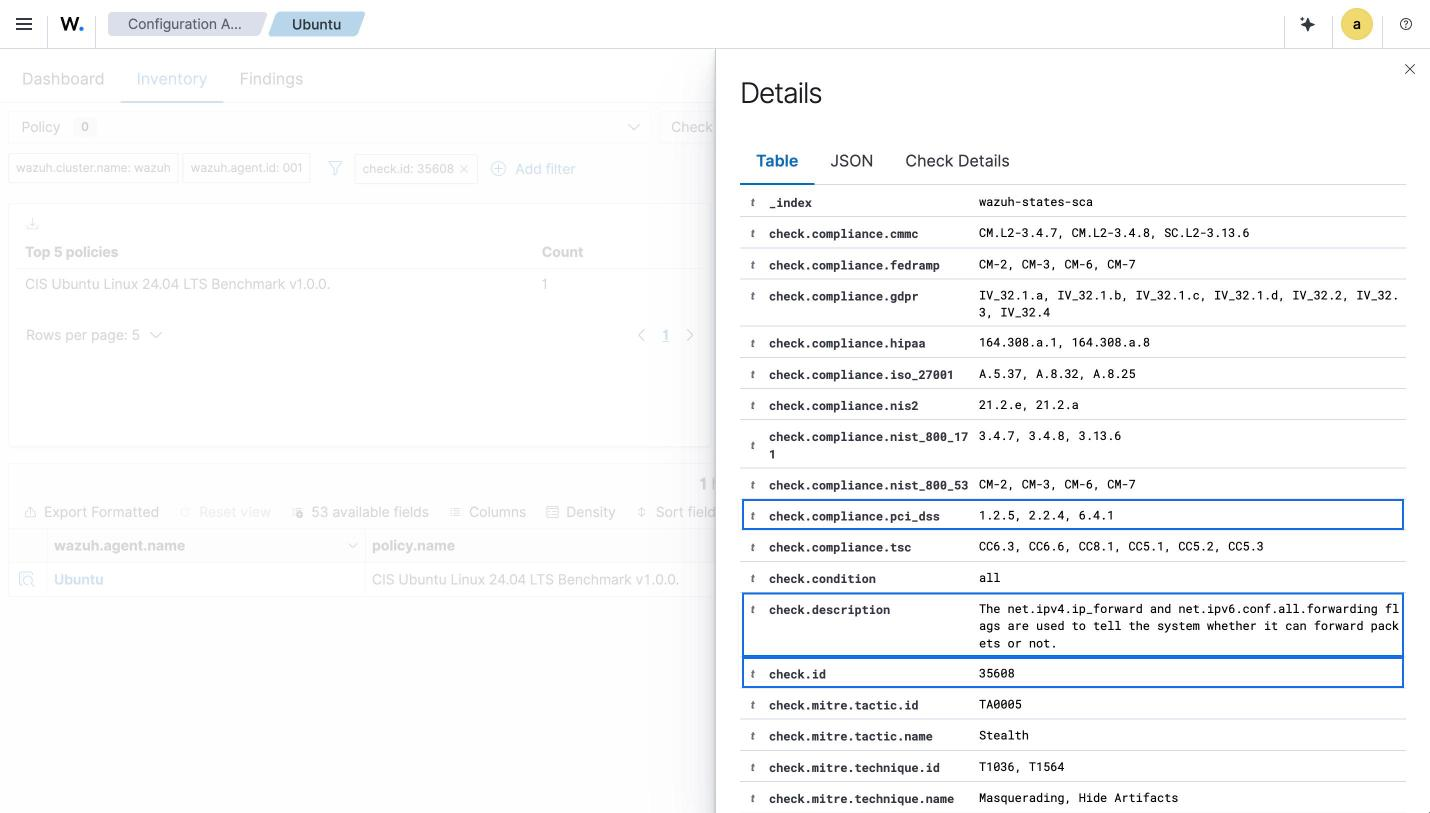 W.
Configuration A...
Ubuntu
a
Dashboard
Inventory
Findings
Policy 0
Check
wazuh.cluster.name: wazuh
wazuh.agent.id: 001
check.id: 35608
Add filter
Top 5 policies
Count
CIS Ubuntu Linux 24.04 LTS Benchmark v1.0.0.
1
Rows per page: 5
1
1 h
Export Formatted
Reset view
53 available fields
Columns
Density
Sort field
wazuh.agent.name
policy.name
Ubuntu
CIS Ubuntu Linux 24.04 LTS Benchmark v1.0.0.
Details
Table
JSON
Check Details
t _index wazuh-states-sca
t check.compliance.cmmc CM.L2-3.4.7, CM.L2-3.4.8, SC.L2-3.13.6
t check.compliance.fedramp CM-2, CM-3, CM-6, CM-7
t check.compliance.gdpr IV_32.1.a, IV_32.1.b, IV_32.1.c, IV_32.1.d, IV_32.2, IV_32.
3, IV_32.4
t check.compliance.hipaa 164.308.a.1, 164.308.a.8
t check.compliance.iso_27001 A.5.37, A.8.32, A.8.25
t check.compliance.nis2 21.2.e, 21.2.a
t check.compliance.nist_800_17 3.4.7, 3.4.8, 3.13.6
1
t check.compliance.nist_800_53 CM-2, CM-3, CM-6, CM-7
t check.compliance.pci_dss 1.2.5, 2.2.4, 6.4.1
t check.compliance.tsc CC6.3, CC6.6, CC8.1, CC5.1, CC5.2, CC5.3
t check.condition all
t check.description The net.ipv4.ip_forward and net.ipv6.conf.all.forwarding fl
ags are used to tell the system whether it can forward pack
ets or not.
t check.id 35608
t check.mitre.tactic.id TA0005
t check.mitre.tactic.name Stealth
t check.mitre.technique.id T1036, T1564
t check.mitre.technique.name Masquerading, Hide Artifacts